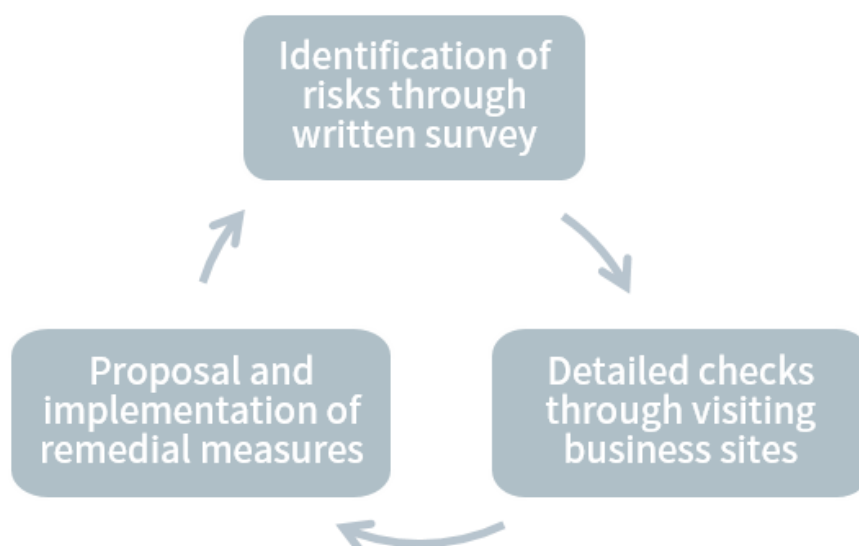 Identification of
risks through
written survey
Proposal and
implementation of
remedial measures
Detailed checks
through visiting
business sites